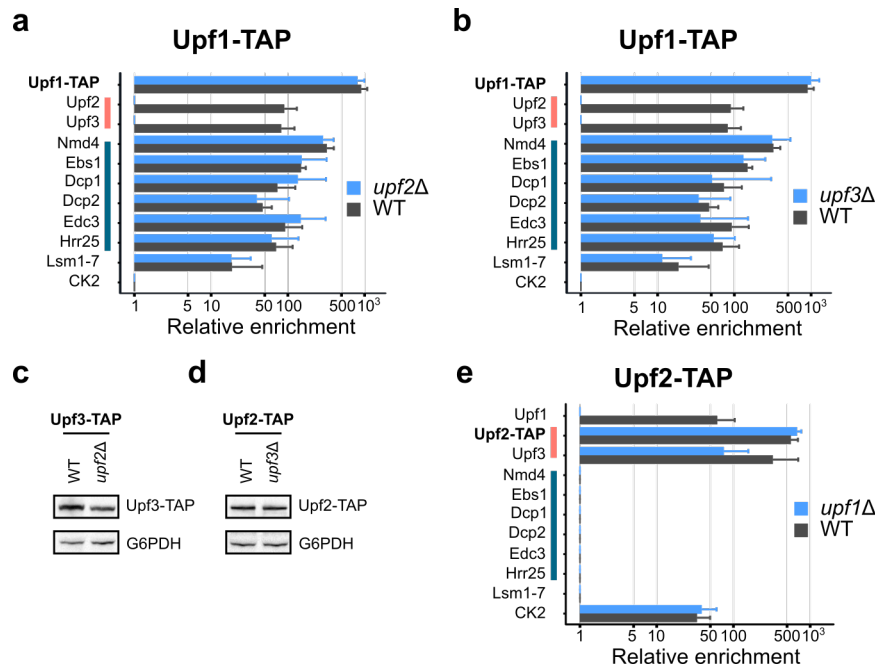 a
Upf1-TAP
Upf1-TAP
Upf2
Upf3
Nmd4
Ebs1
Dcp1
Dcp2
Edc3
Hrr25
Lsm1-7
CK2
upf2Δ
WT
1 5 10 50 100 500 10³
Relative enrichment
b
Upf1-TAP
Upf1-TAP
Upf2
Upf3
Nmd4
Ebs1
Dcp1
Dcp2
Edc3
Hrr25
Lsm1-7
CK2
upf3Δ
WT
1 5 10 50 100 500 10³
Relative enrichment
c
Upf3-TAP
WT upf2Δ
Upf3-TAP
G6PDH
d
Upf2-TAP
WT upf3Δ
Upf2-TAP
G6PDH
e
Upf2-TAP
Upf1
Upf2-TAP
Upf3
Nmd4
Ebs1
Dcp1
Dcp2
Edc3
Hrr25
Lsm1-7
CK2
upf1Δ
WT
1 5 10 50 100 500 10³
Relative enrichment